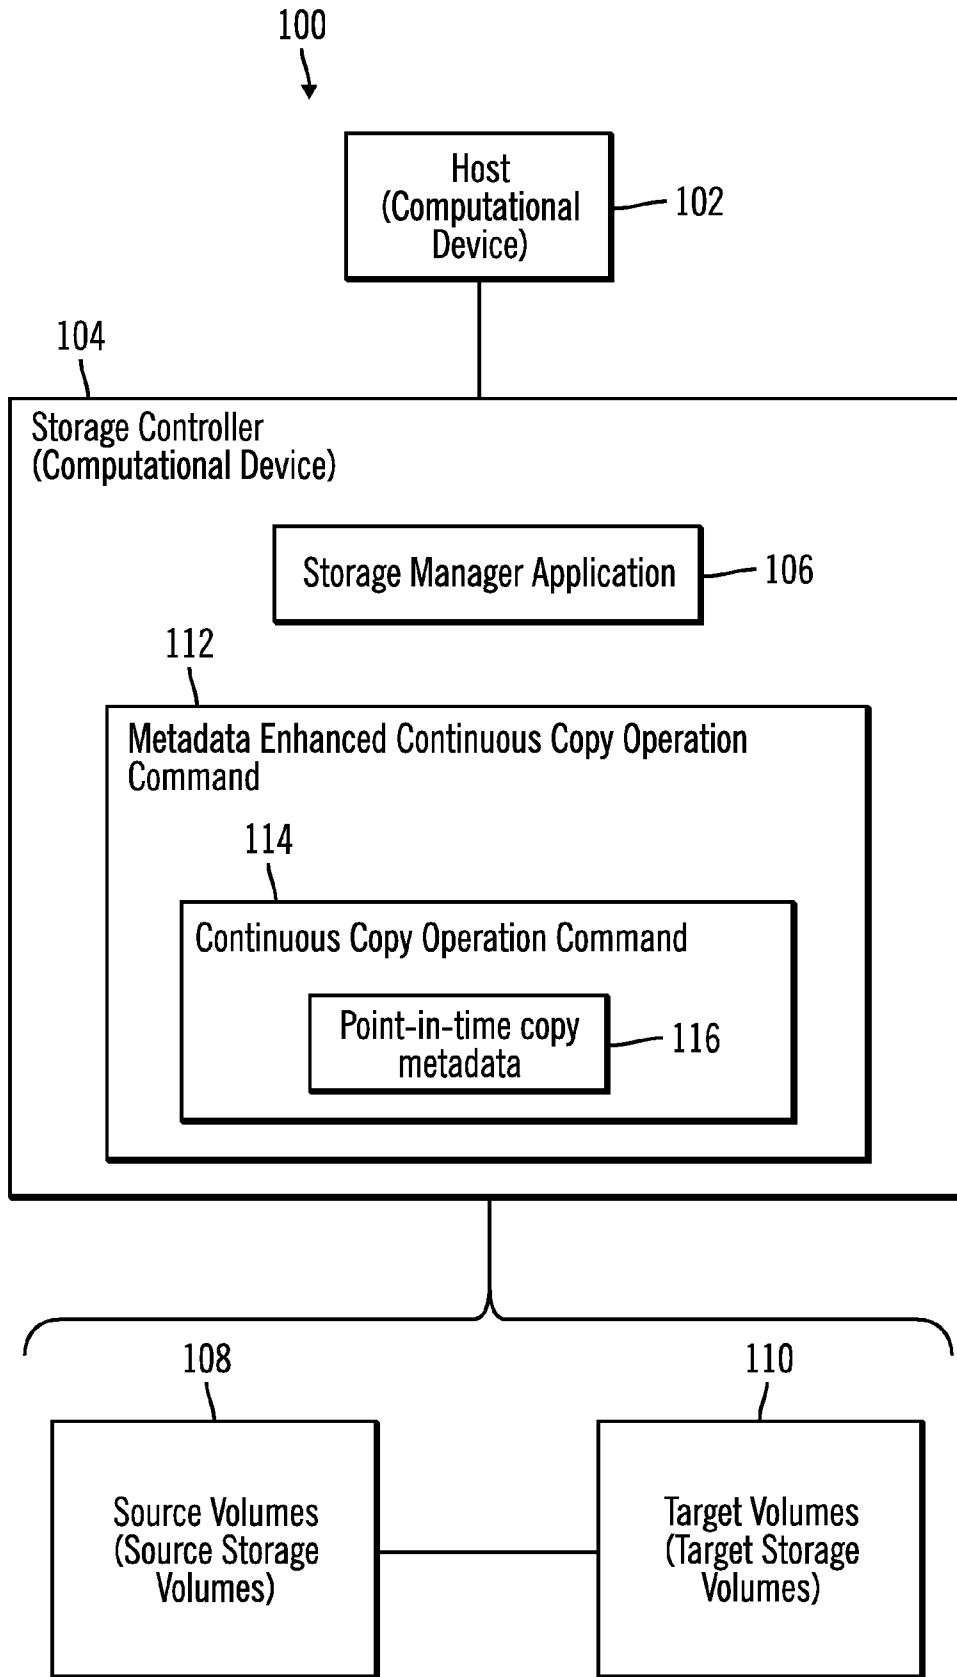 100
Host
(Computational
Device)
102
104
Storage Controller
(Computational Device)
Storage Manager Application
106
112
Metadata Enhanced Continuous Copy Operation
Command
114
Continuous Copy Operation Command
Point-in-time copy
metadata
116
108
110
Source Volumes
(Source Storage
Volumes)
Target Volumes
(Target Storage
Volumes)